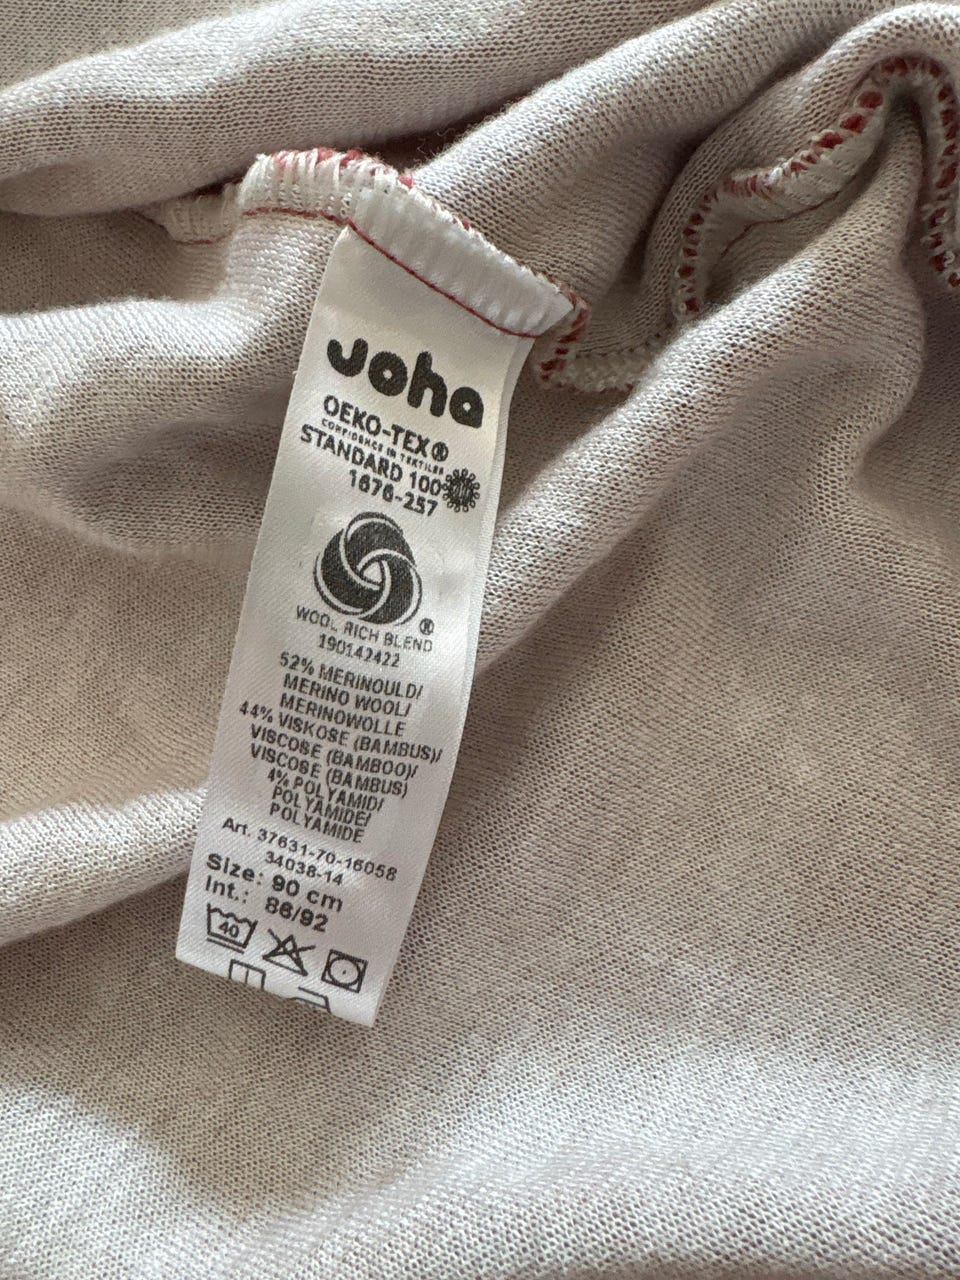 Joha
OEKO-TEX®
CONFIDENCE IN TEXTILES
STANDARD 100
1676-257
WOOL RICH BLEND ®
190142422
52% MERINOULD/
MERINO WOOL/
MERINOWOLLE
44% VISKOSE (BAMBUS)/
VISCOSE (BAMBOO)/
VISCOSE (BAMBUS)
4% POLYAMID/
POLYAMIDE/
POLYAMIDE
Art. 37631-70-16058
34038-14
Size: 90 cm
Int.: 86/92
40